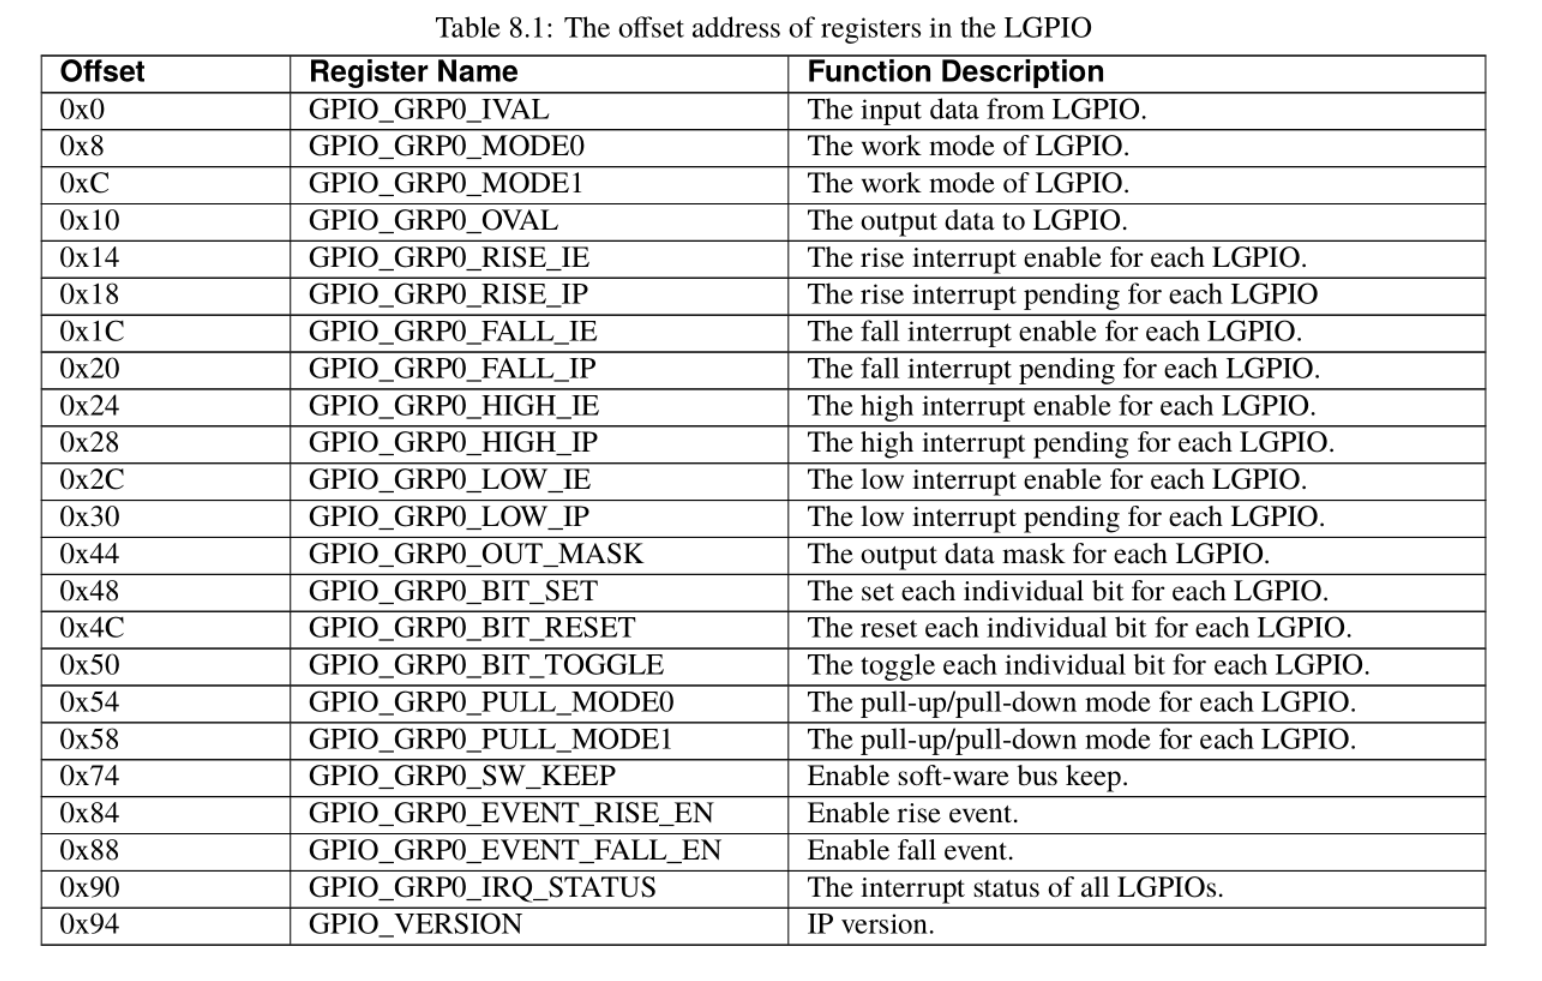 Table 8.1: The offset address of registers in the LGPIO
Offset Register Name Function Description
0x0 GPIO_GRP0_IVAL The input data from LGPIO.
0x8 GPIO_GRP0_MODE0 The work mode of LGPIO.
0xC GPIO_GRP0_MODE1 The work mode of LGPIO.
0x10 GPIO_GRP0_OVAL The output data to LGPIO.
0x14 GPIO_GRP0_RISE_IE The rise interrupt enable for each LGPIO.
0x18 GPIO_GRP0_RISE_IP The rise interrupt pending for each LGPIO
0x1C GPIO_GRP0_FALL_IE The fall interrupt enable for each LGPIO.
0x20 GPIO_GRP0_FALL_IP The fall interrupt pending for each LGPIO.
0x24 GPIO_GRP0_HIGH_IE The high interrupt enable for each LGPIO.
0x28 GPIO_GRP0_HIGH_IP The high interrupt pending for each LGPIO.
0x2C GPIO_GRP0_LOW_IE The low interrupt enable for each LGPIO.
0x30 GPIO_GRP0_LOW_IP The low interrupt pending for each LGPIO.
0x44 GPIO_GRP0_OUT_MASK The output data mask for each LGPIO.
0x48 GPIO_GRP0_BIT_SET The set each individual bit for each LGPIO.
0x4C GPIO_GRP0_BIT_RESET The reset each individual bit for each LGPIO.
0x50 GPIO_GRP0_BIT_TOGGLE The toggle each individual bit for each LGPIO.
0x54 GPIO_GRP0_PULL_MODE0 The pull-up/pull-down mode for each LGPIO.
0x58 GPIO_GRP0_PULL_MODE1 The pull-up/pull-down mode for each LGPIO.
0x74 GPIO_GRP0_SW_KEEP Enable soft-ware bus keep.
0x84 GPIO_GRP0_EVENT_RISE_EN Enable rise event.
0x88 GPIO_GRP0_EVENT_FALL_EN Enable fall event.
0x90 GPIO_GRP0_IRQ_STATUS The interrupt status of all LGPIOs.
0x94 GPIO_VERSION IP version.